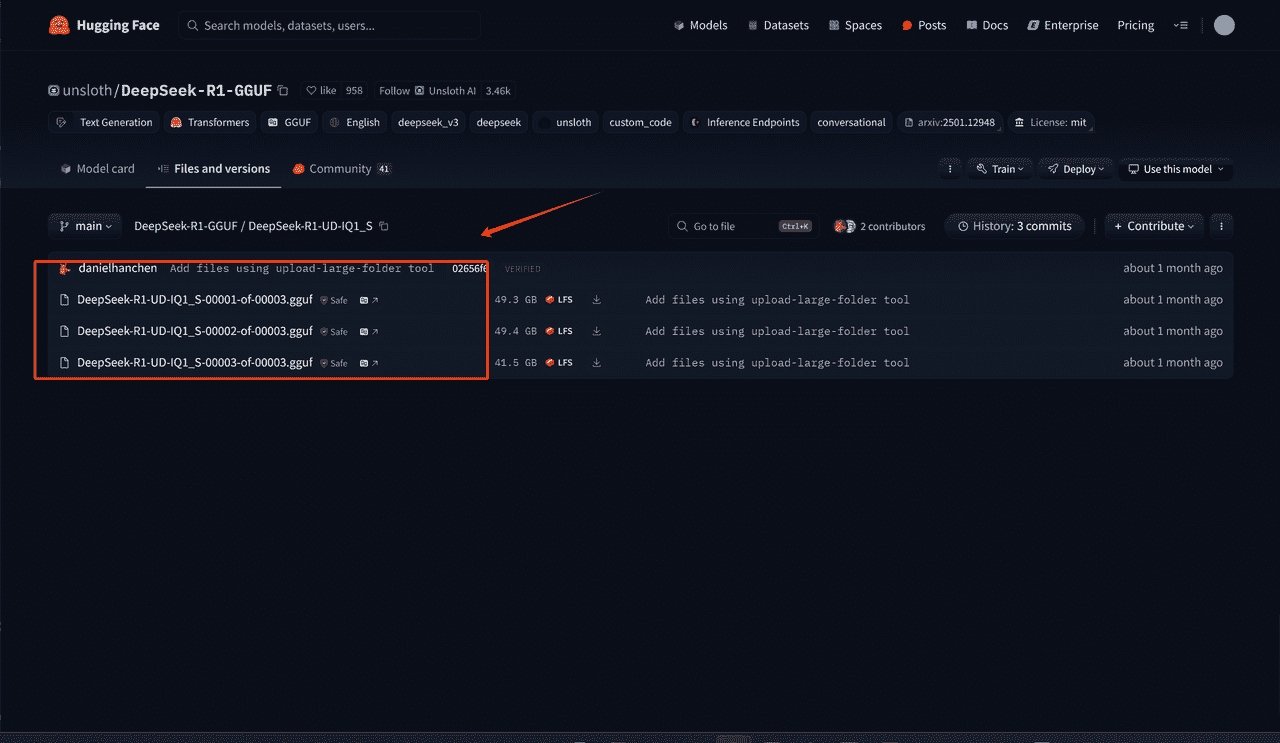 Hugging Face Search models, datasets, users... Models Datasets Spaces Posts Docs Enterprise Pricing
unsloth/DeepSeek-R1-GGUF like 958 Follow Unsloth AI 3.46k
Text Generation Transformers GGUF English deepseek_v3 deepseek unsloth custom_code Inference Endpoints conversational arxiv:2501.12948 License: mit
Model card Files and versions Community 41 Train Deploy Use this model
main DeepSeek-R1-GGUF / DeepSeek-R1-UD-IQ1_S Go to file Ctrl+K 2 contributors History: 3 commits + Contribute
danielhanchen Add files using upload-large-folder tool 02656f6 VERIFIED about 1 month ago
DeepSeek-R1-UD-IQ1_S-00001-of-00003.gguf Safe 49.3 GB LFS Add files using upload-large-folder tool about 1 month ago
DeepSeek-R1-UD-IQ1_S-00002-of-00003.gguf Safe 49.4 GB LFS Add files using upload-large-folder tool about 1 month ago
DeepSeek-R1-UD-IQ1_S-00003-of-00003.gguf Safe 41.5 GB LFS Add files using upload-large-folder tool about 1 month ago